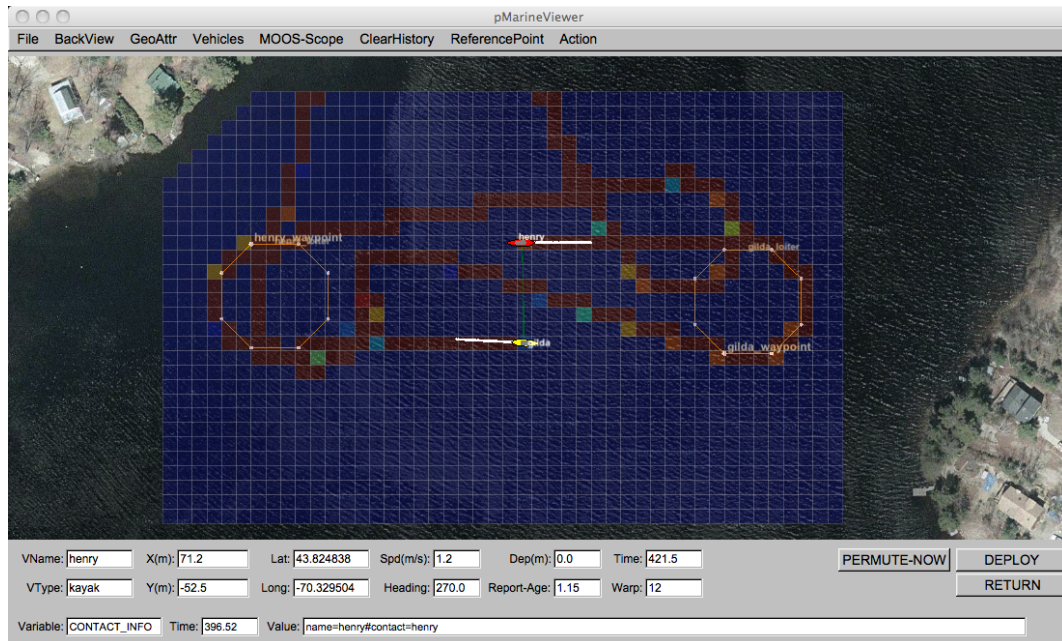 pMarineViewer
File BackView GeoAttr Vehicles MOOS-Scope ClearHistory ReferencePoint Action
henry
henry_waypoint
gilda_loiter
gilda
gilda_waypoint
VName: henry X(m): 71.2 Lat: 43.824838 Spd(m/s): 1.2 Dep(m): 0.0 Time: 421.5 PERMUTE-NOW DEPLOY
VType: kayak Y(m): -52.5 Long: -70.329504 Heading: 270.0 Report-Age: 1.15 Warp: 12 RETURN
Variable: CONTACT_INFO Time: 396.52 Value: name=henry#contact=henry